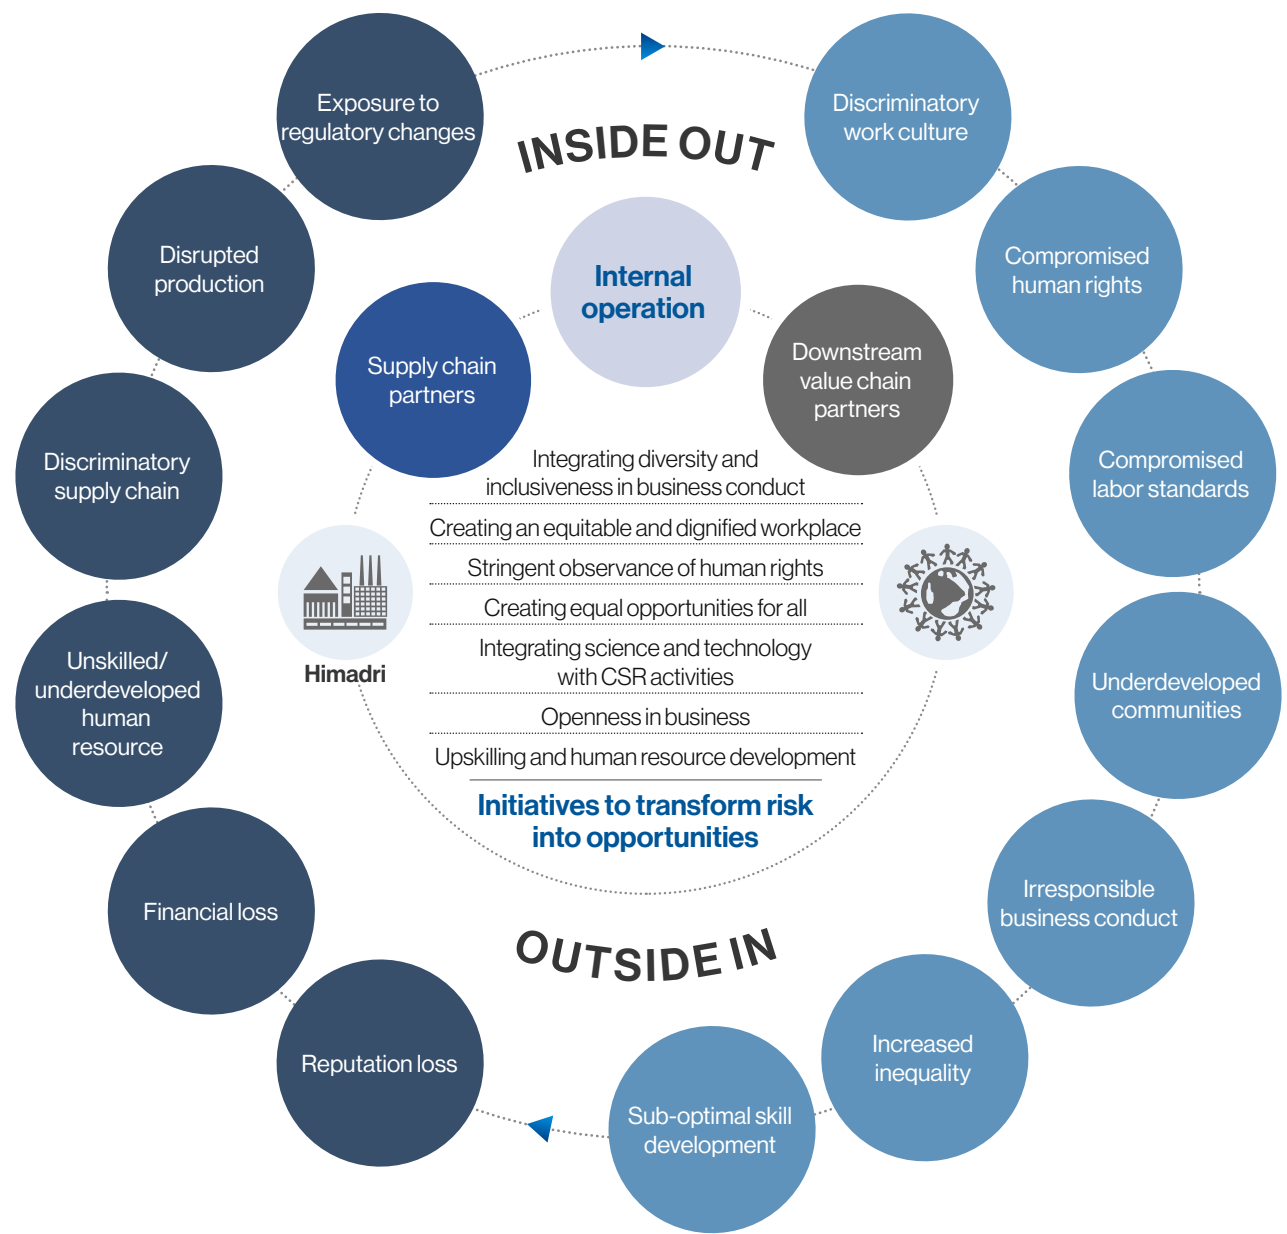 Exposure to
regulatory changes
Discriminatory
work culture
INSIDE OUT
Disrupted
production
Compromised
human rights
Internal
operation
Supply chain
partners
Downstream
value chain
partners
Discriminatory
supply chain
Compromised
labor standards
Integrating diversity and
inclusiveness in business conduct
Creating an equitable and dignified workplace
Stringent observance of human rights
Creating equal opportunities for all
Integrating science and technology
with CSR activities
Openness in business
Upskilling and human resource development
Initiatives to transform risk
into opportunities
Himadri
Unskilled/
underdeveloped
human
resource
Underdeveloped
communities
Financial loss
Irresponsible
business conduct
OUTSIDE IN
Reputation loss
Increased
inequality
Sub-optimal skill
development